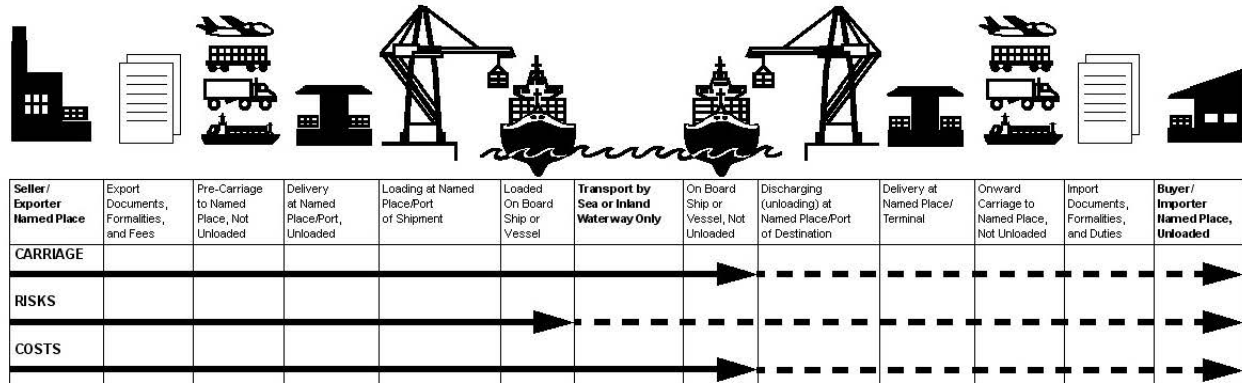 Seller/
Exporter
Named Place
Export
Documents,
Formalities,
and Fees
Pre-Carriage
to Named
Place, Not
Unloaded
Delivery
at Named
Place/Port,
Unloaded
Loading at Named
Place/Port
of Shipment
Loaded
On Board
Ship or
Vessel
Transport by
Sea or Inland
Waterway Only
On Board
Ship or
Vessel, Not
Unloaded
Discharging
(unloading) at
Named Place/Port
of Destination
Delivery at
Named Place/
Terminal
Onward
Carriage to
Named Place,
Not Unloaded
Import
Documents,
Formalities,
and Duties
Buyer/
Importer
Named Place,
Unloaded
CARRIAGE
RISKS
COSTS